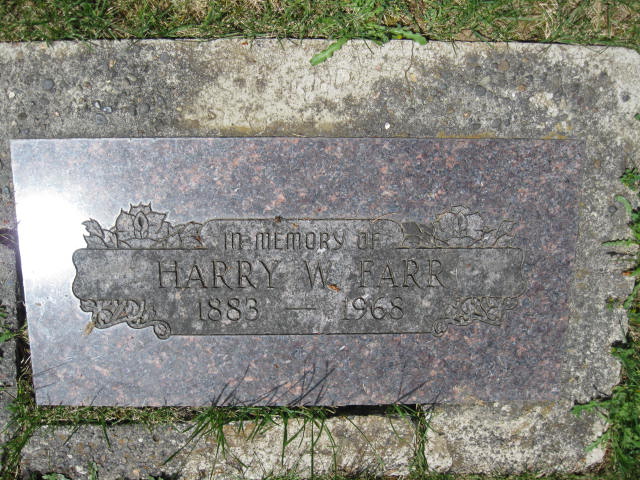 IN MEMORY OF
HARRY W. FARR
1883 — 1968